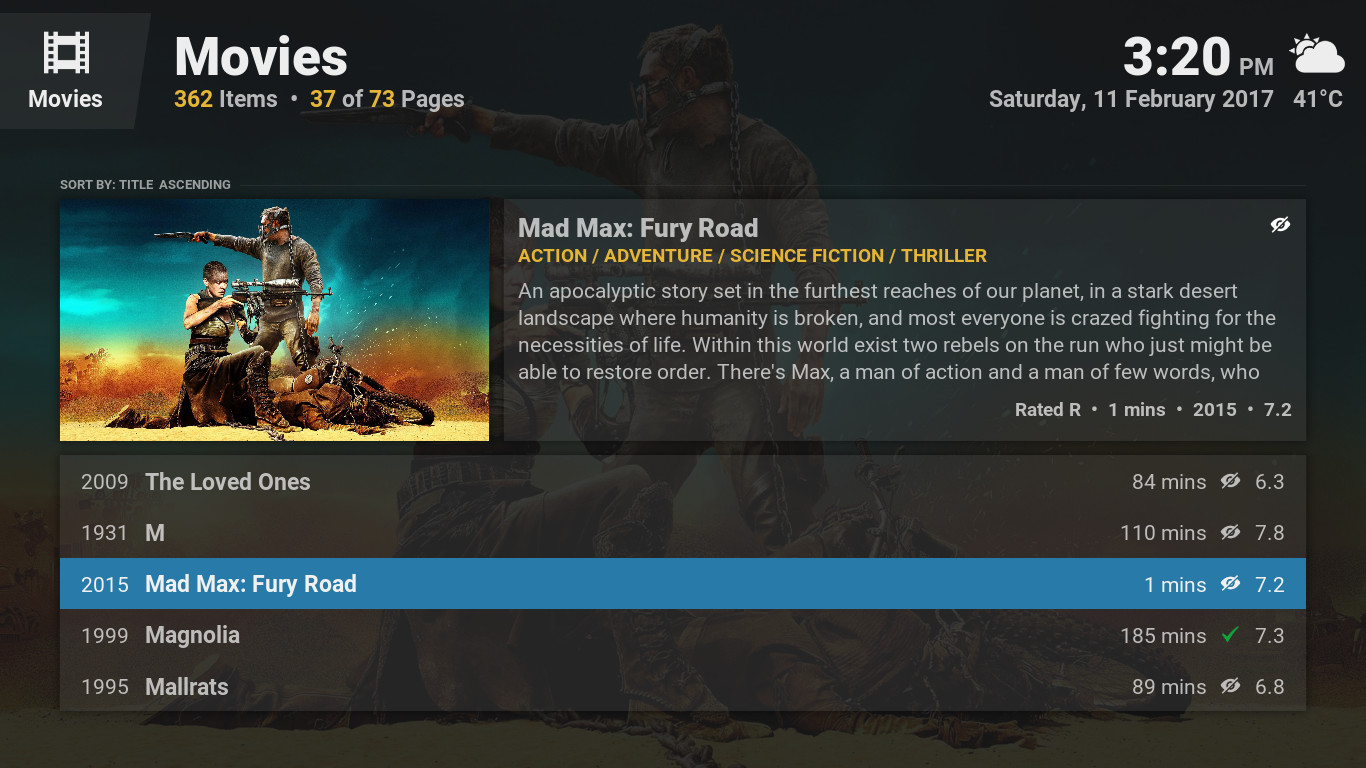 Movies
Movies
362 Items • 37 of 73 Pages
3:20 PM
Saturday, 11 February 2017 41°C
SORT BY: TITLE ASCENDING
Mad Max: Fury Road
ACTION / ADVENTURE / SCIENCE FICTION / THRILLER
An apocalyptic story set in the furthest reaches of our planet, in a stark desert
landscape where humanity is broken, and most everyone is crazed fighting for the
necessities of life. Within this world exist two rebels on the run who just might be
able to restore order. There's Max, a man of action and a man of few words, who
Rated R • 1 mins • 2015 • 7.2
2009 The Loved Ones 84 mins 6.3
1931 M 110 mins 7.8
2015 Mad Max: Fury Road 1 mins 7.2
1999 Magnolia 185 mins 7.3
1995 Mallrats 89 mins 6.8